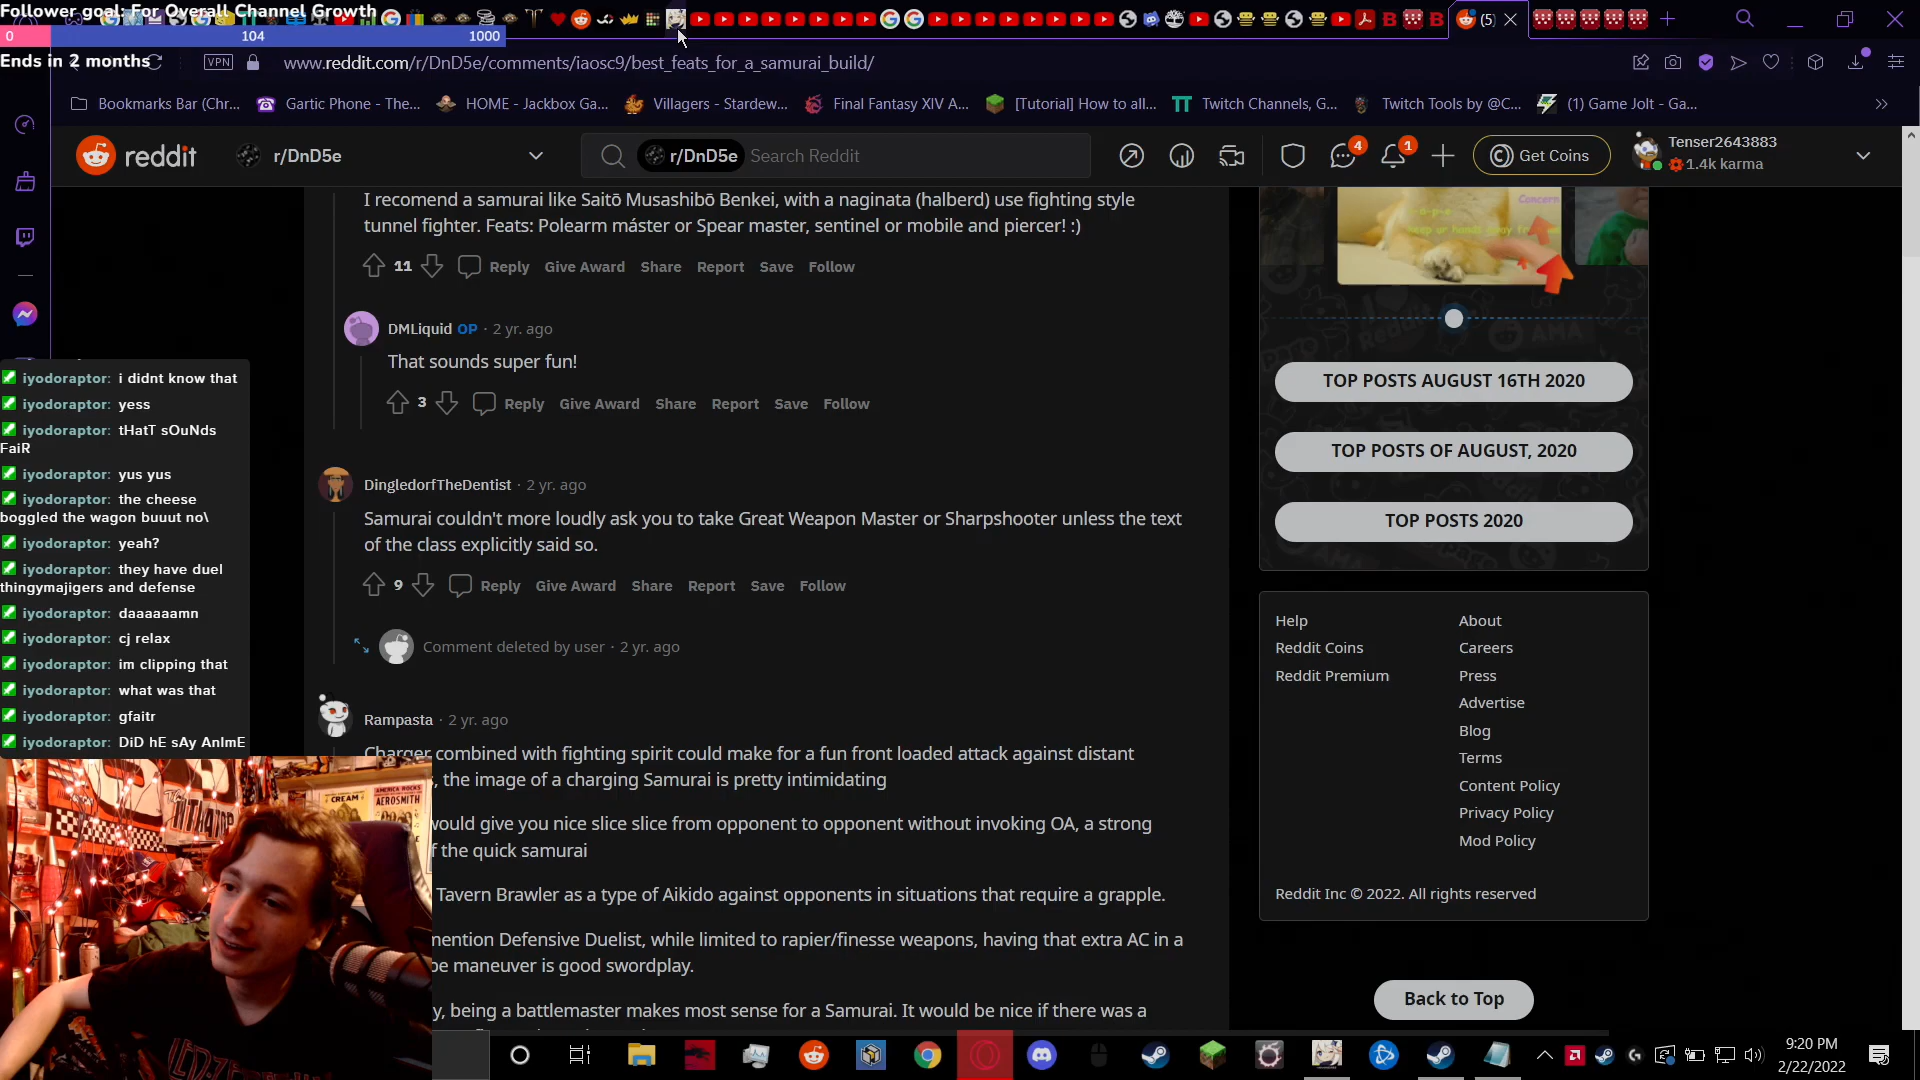 Follower goal: For Overall Channel Growth
0 104 1000
Ends in 2 months
VPN
www.reddit.com/r/DnD5e/comments/iaosc9/best_feats_for_a_samurai_build/
(5)
Bookmarks Bar (Chr... Gartic Phone - The... HOME - Jackbox Ga... Villagers - Stardew... Final Fantasy XIV A... [Tutorial] How to all... Twitch Channels, G... Twitch Tools by @C... (1) Game Jolt - Ga...
reddit r/DnD5e r/DnD5e Search Reddit 4 1 Get Coins
Tenser2643883
1.4k karma
I recomend a samurai like Saitō Musashibō Benkei, with a naginata (halberd) use fighting style
tunnel fighter. Feats: Polearm máster or Spear master, sentinel or mobile and piercer! :)
11 Reply Give Award Share Report Save Follow
DMLiquid OP · 2 yr. ago
That sounds super fun!
3 Reply Give Award Share Report Save Follow
DingledorfTheDentist · 2 yr. ago
Samurai couldn't more loudly ask you to take Great Weapon Master or Sharpshooter unless the text
of the class explicitly said so.
9 Reply Give Award Share Report Save Follow
Comment deleted by user · 2 yr. ago
Rampasta · 2 yr. ago
Charger combined with fighting spirit could make for a fun front loaded attack against distant
, the image of a charging Samurai is pretty intimidating
would give you nice slice slice from opponent to opponent without invoking OA, a strong
f the quick samurai
Tavern Brawler as a type of Aikido against opponents in situations that require a grapple.
mention Defensive Duelist, while limited to rapier/finesse weapons, having that extra AC in a
be maneuver is good swordplay.
y, being a battlemaster makes most sense for a Samurai. It would be nice if there was a
iyodoraptor: i didnt know that
iyodoraptor: yess
iyodoraptor: tHatT sOuNds
FaiR
iyodoraptor: yus yus
iyodoraptor: the cheese
boggled the wagon buuut no\
iyodoraptor: yeah?
iyodoraptor: they have duel
thingymajigers and defense
iyodoraptor: daaaaaamn
iyodoraptor: cj relax
iyodoraptor: im clipping that
iyodoraptor: what was that
iyodoraptor: gfaitr
iyodoraptor: DiD hE sAy AnImE
CREAM
AMERICA ROCKS
AEROSMITH
Concern
TOP POSTS AUGUST 16TH 2020
TOP POSTS OF AUGUST, 2020
TOP POSTS 2020
Help About
Reddit Coins Careers
Reddit Premium Press
Advertise
Blog
Terms
Content Policy
Privacy Policy
Mod Policy
Reddit Inc © 2022. All rights reserved
Back to Top
9:20 PM
2/22/2022